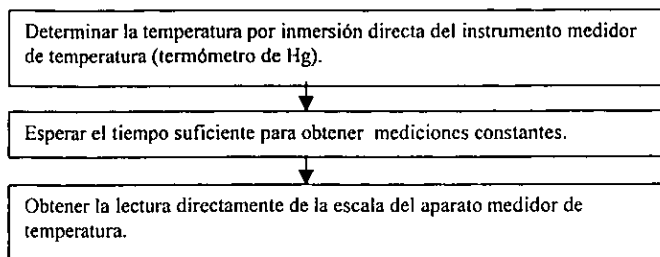 Determinar la temperatura por inmersión directa del instrumento medidor
de temperatura (termómetro de Hg).
Esperar el tiempo suficiente para obtener mediciones constantes.
Obtener la lectura directamente de la escala del aparato medidor de
temperatura.